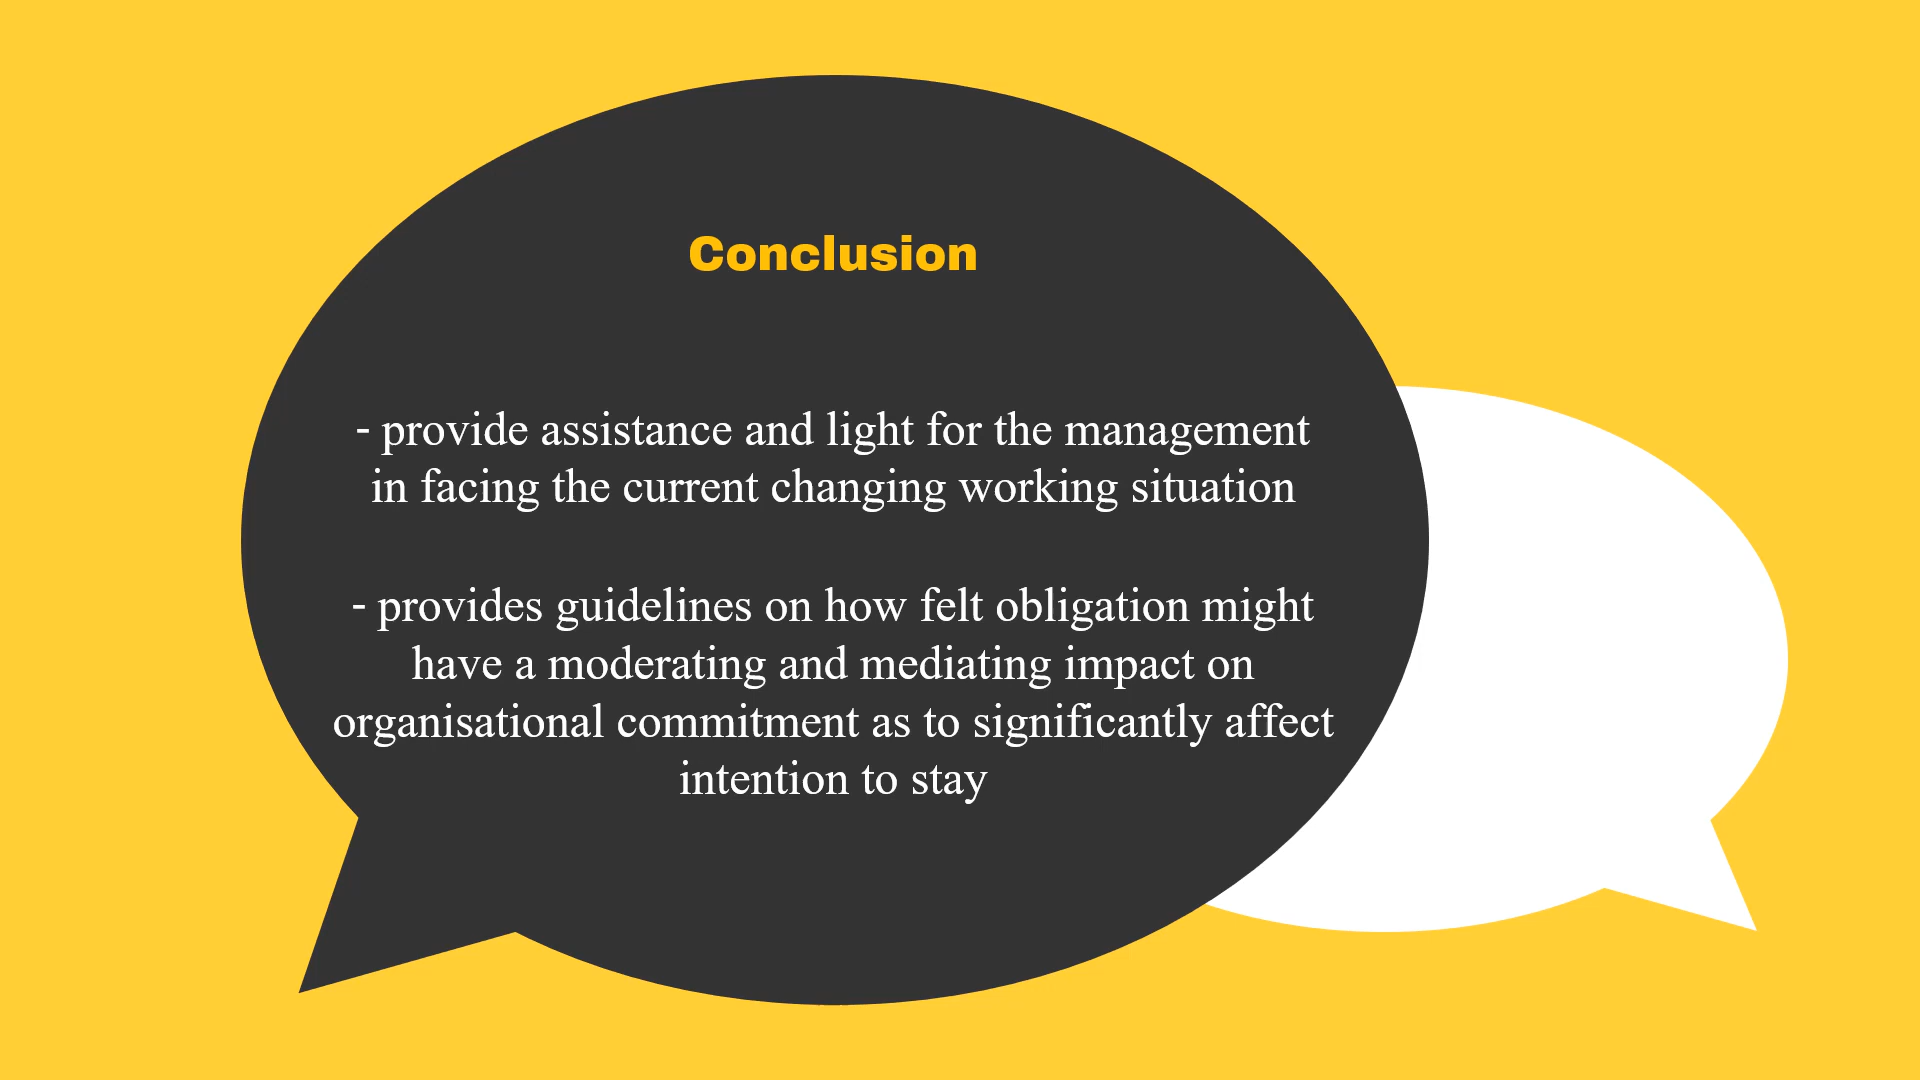 Conclusion
- provide assistance and light for the management
in facing the current changing working situation
- provides guidelines on how felt obligation might
have a moderating and mediating impact on
organisational commitment as to significantly affect
intention to stay